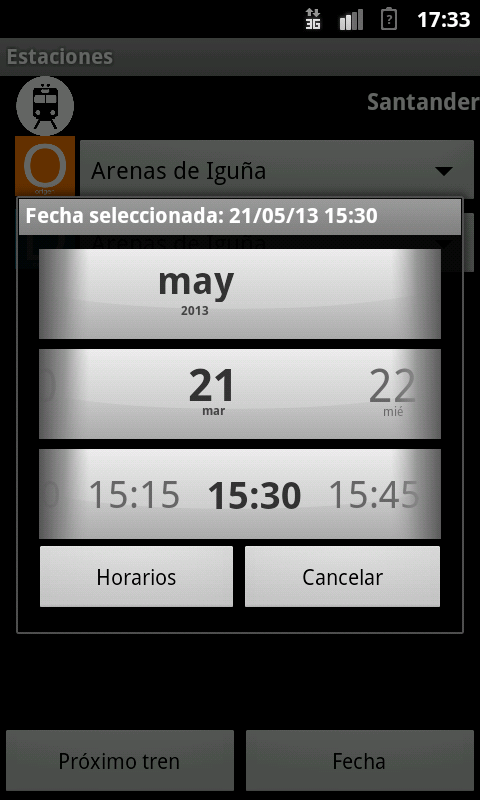 3G 17:33
Estaciones
Santander
O
origen
Arenas de Iguña
Fecha seleccionada: 21/05/13 15:30
Arenas de Iguña
may
2013
21 22
mar mié
15:15 15:30 15:45
Horarios Cancelar
Próximo tren Fecha